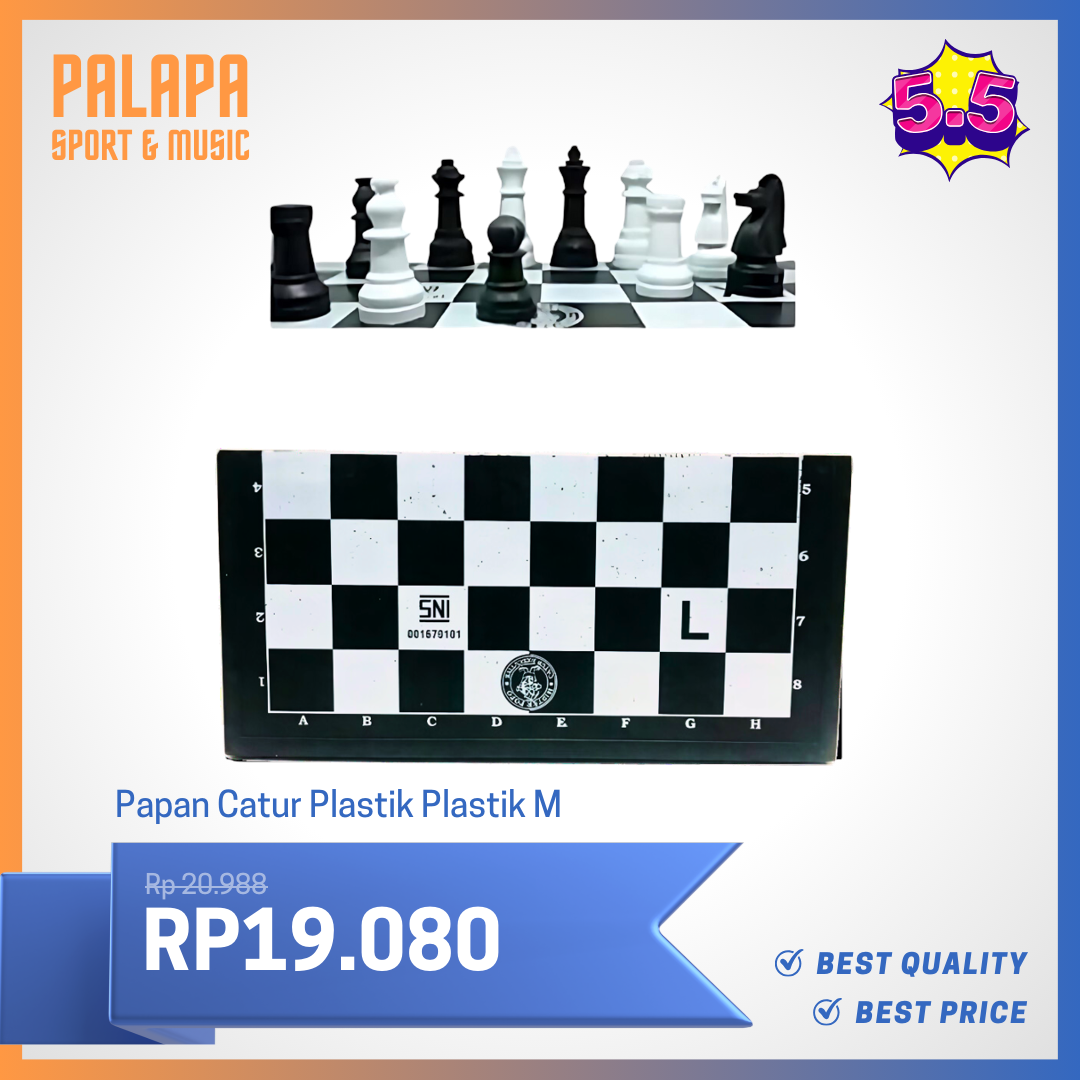 PALAPA
SPORT & MUSIC
5.5
4
5
3
6
SNI
001670101
L
2
7
1
8
A B C D E F G H
Papan Catur Plastik Plastik M
Rp 20.988
RP19.080
BEST QUALITY
BEST PRICE